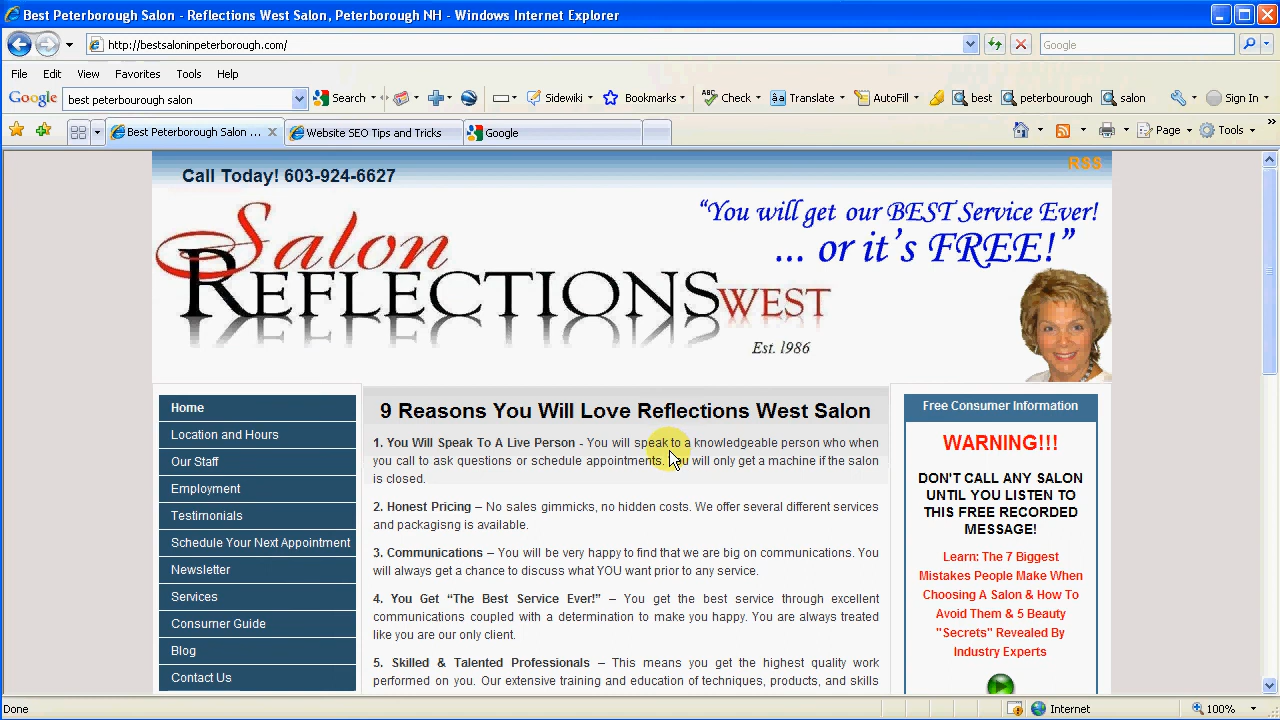 Best Peterborough Salon - Reflections West Salon, Peterborough NH - Windows Internet Explorer
http://bestsaloninpeterborough.com/
Google
File Edit View Favorites Tools Help
Google best peterbourough salon Search Sidewiki Bookmarks ABC Check Translate AutoFill best peterbourough salon Sign In
Best Peterborough Salon ... Website SEO Tips and Tricks Google Page Tools
RSS
Call Today! 603-924-6627
“You will get our BEST Service Ever!
... or it's FREE!”
Salon
REFLECTIONS WEST
Est. 1986
Home
Location and Hours
Our Staff
Employment
Testimonials
Schedule Your Next Appointment
Newsletter
Services
Consumer Guide
Blog
Contact Us
9 Reasons You Will Love Reflections West Salon
1. You Will Speak To A Live Person - You will speak to a knowledgeable person who when
you call to ask questions or schedule appointments. You will only get a machine if the salon
is closed.
2. Honest Pricing – No sales gimmicks, no hidden costs. We offer several different services
and packagisng is available.
3. Communications – You will be very happy to find that we are big on communications. You
will always get a chance to discuss what YOU want prior to any service.
4. You Get “The Best Service Ever!” – You get the best service through excellent
communications coupled with a determination to make you happy. You are always treated
like you are our only client.
5. Skilled & Talented Professionals – This means you get the highest quality work
performed on you. Our extensive training and education of techniques, products, and skills
Free Consumer Information
WARNING!!!
DON'T CALL ANY SALON
UNTIL YOU LISTEN TO
THIS FREE RECORDED
MESSAGE!
Learn: The 7 Biggest
Mistakes People Make When
Choosing A Salon & How To
Avoid Them & 5 Beauty
"Secrets" Revealed By
Industry Experts
Done Internet 100%